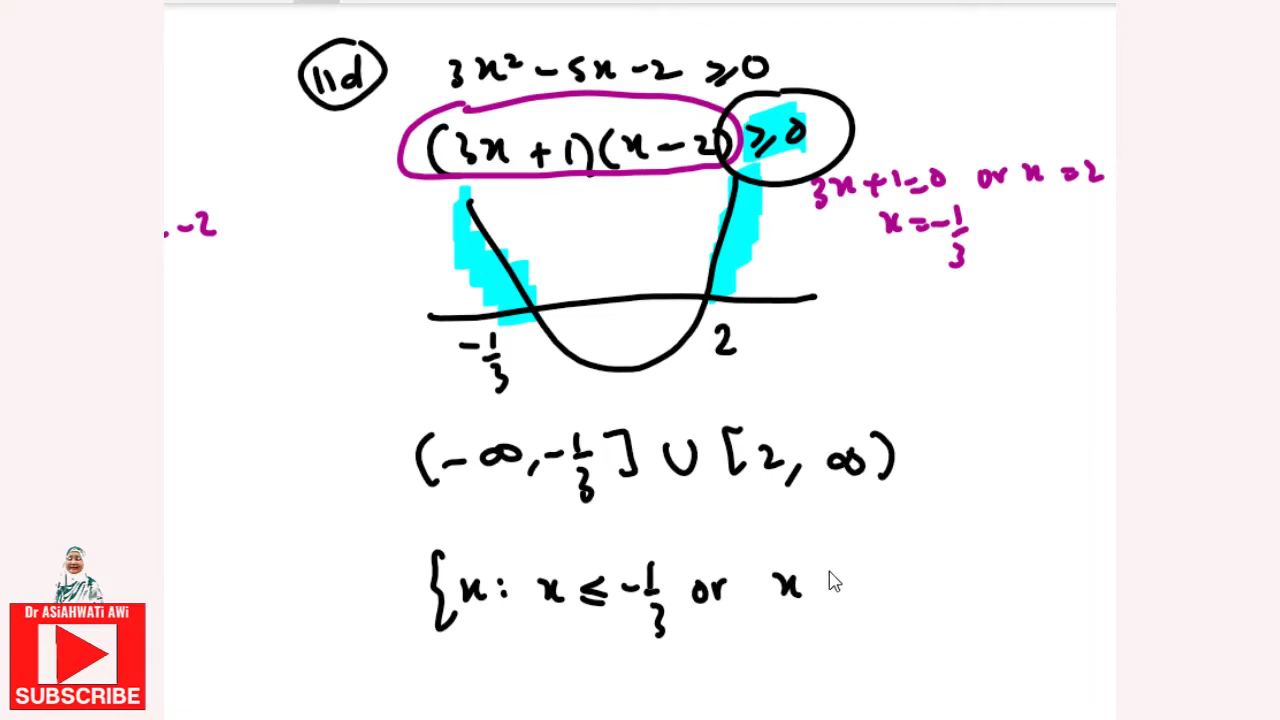 11d
3x² - 5x - 2 ≥ 0
(3x + 1)(x - 2) ≥ 0
3x + 1 = 0 or x = 2
x = -1/3
-2
-1/3
2
(-∞, -1/3] ∪ [2, ∞)
{x: x ≤ -1/3 or x
Dr ASiAHWATi AWi
SUBSCRIBE